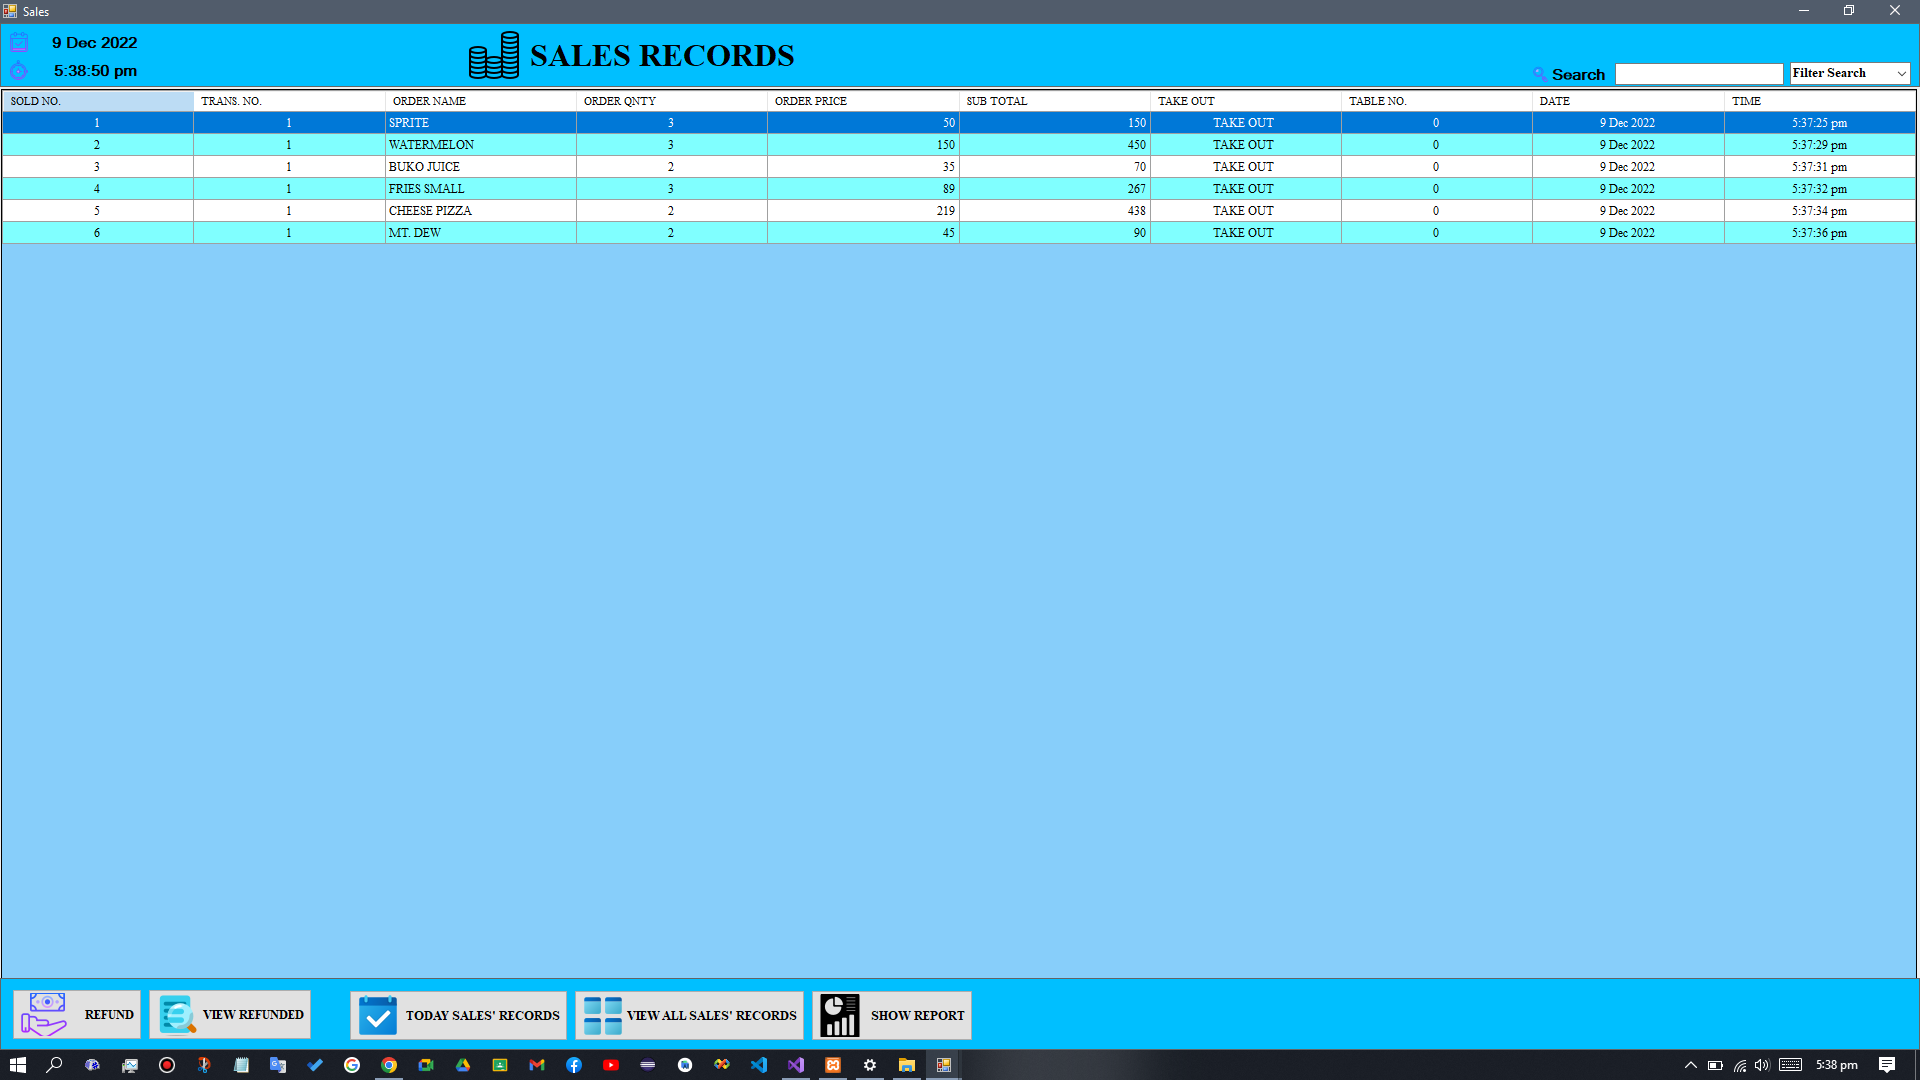 Sales
9 Dec 2022
5:38:50 pm
SALES RECORDS
Search
Filter Search
SOLD NO. TRANS. NO. ORDER NAME ORDER QNTY ORDER PRICE SUB TOTAL TAKE OUT TABLE NO. DATE TIME
1 1 SPRITE 3 50 150 TAKE OUT 0 9 Dec 2022 5:37:25 pm
2 1 WATERMELON 3 150 450 TAKE OUT 0 9 Dec 2022 5:37:29 pm
3 1 BUKO JUICE 2 35 70 TAKE OUT 0 9 Dec 2022 5:37:31 pm
4 1 FRIES SMALL 3 89 267 TAKE OUT 0 9 Dec 2022 5:37:32 pm
5 1 CHEESE PIZZA 2 219 438 TAKE OUT 0 9 Dec 2022 5:37:34 pm
6 1 MT. DEW 2 45 90 TAKE OUT 0 9 Dec 2022 5:37:36 pm
REFUND VIEW REFUNDED TODAY SALES' RECORDS VIEW ALL SALES' RECORDS SHOW REPORT
5:38 pm